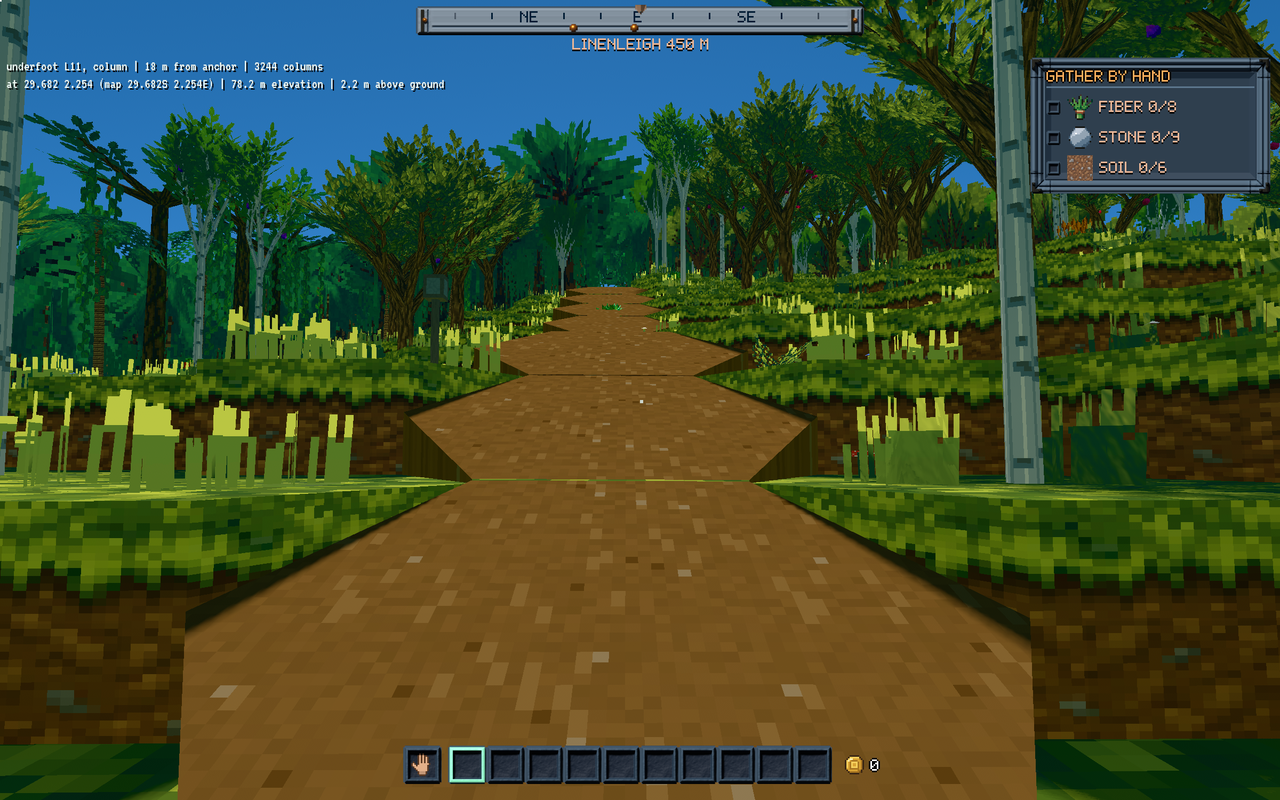 NE E SE
LINENLEIGH 450 M
underfoot L11, column | 18 m from anchor | 3244 columns
at 29.682 2.254 (map 29.682S 2.254E) | 78.2 m elevation | 2.2 m above ground
GATHER BY HAND
FIBER 0/8
STONE 0/9
SOIL 0/6
0